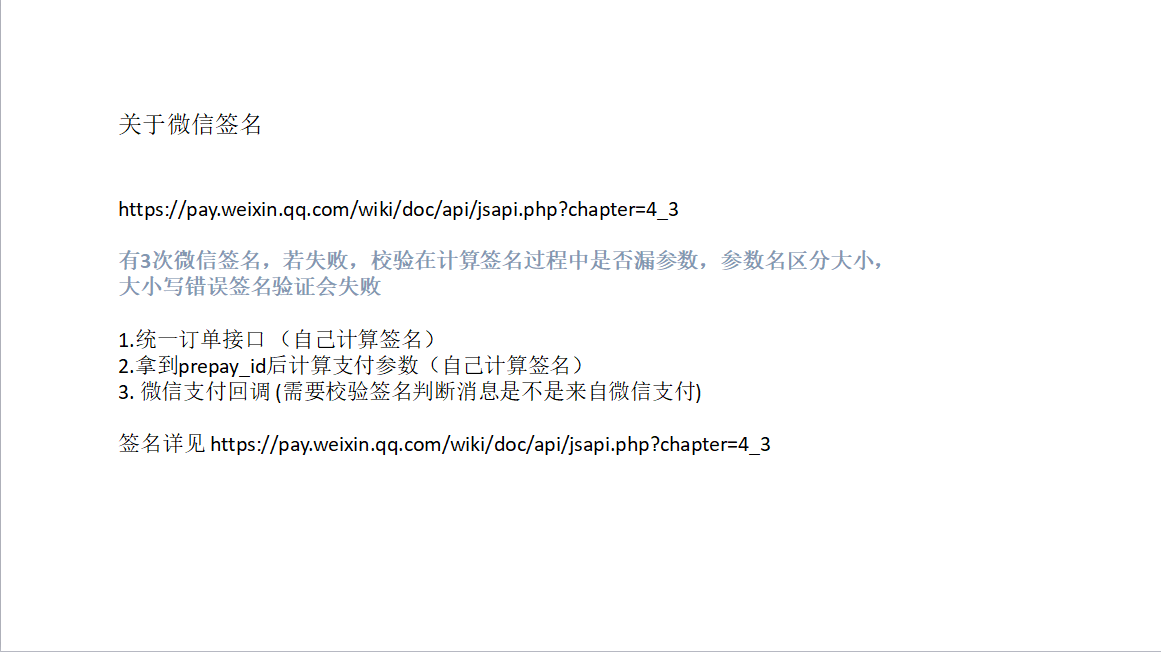 关于微信签名
https://pay.weixin.qq.com/wiki/doc/api/jsapi.php?chapter=4_3
有3次微信签名，若失败，校验在计算签名过程中是否漏参数，参数名区分大小，
大小写错误签名验证会失败
1.统一订单接口 （自己计算签名）
2.拿到prepay_id后计算支付参数（自己计算签名）
3. 微信支付回调 (需要校验签名判断消息是不是来自微信支付)
签名详见 https://pay.weixin.qq.com/wiki/doc/api/jsapi.php?chapter=4_3